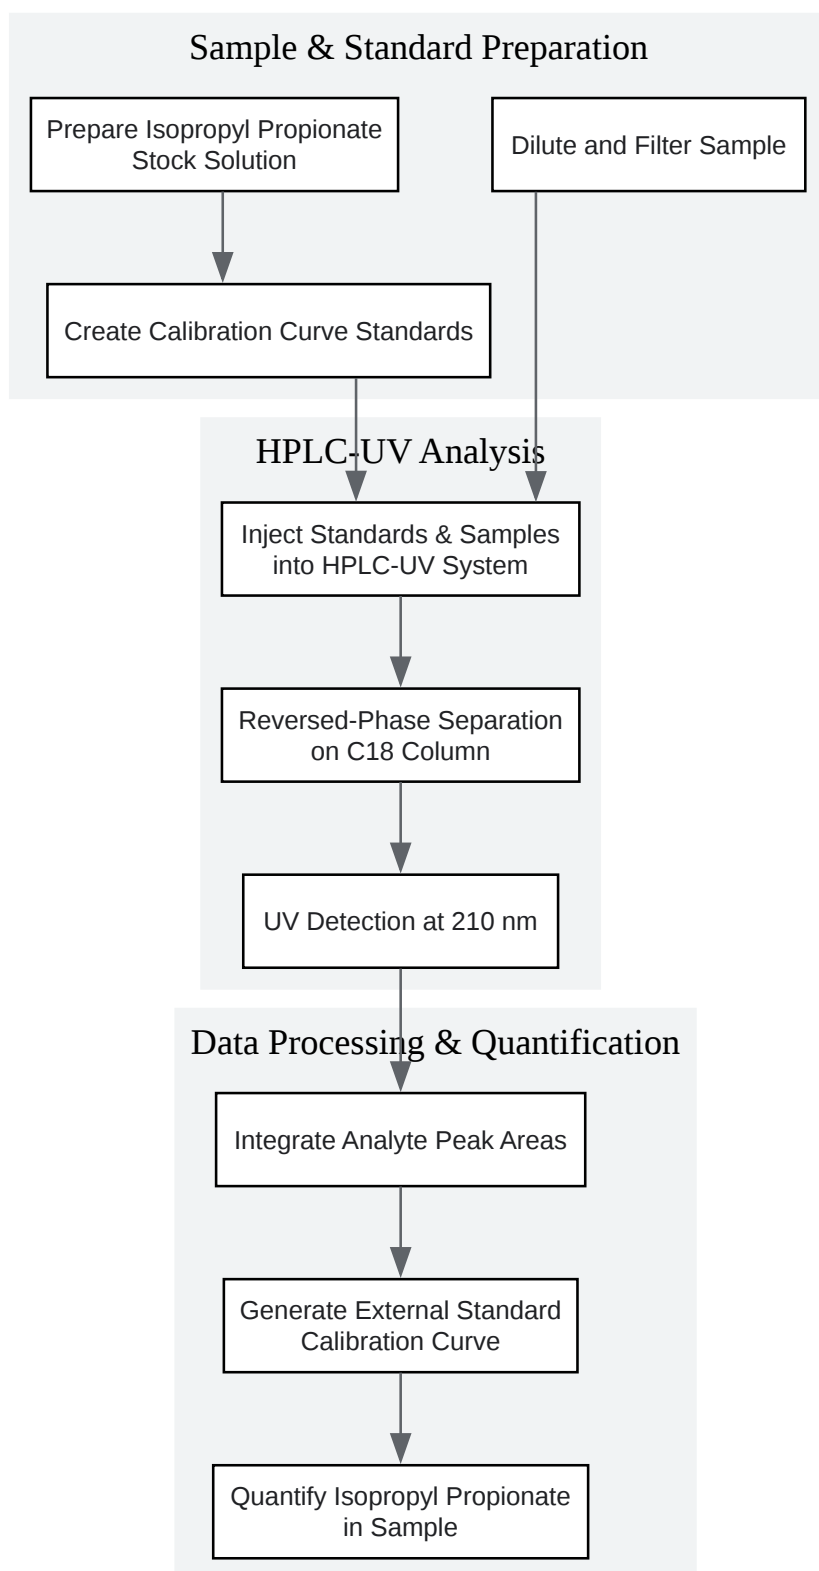 Sample & Standard Preparation
Prepare Isopropyl Propionate
Stock Solution
Dilute and Filter Sample
Create Calibration Curve Standards
HPLC-UV Analysis
Inject Standards & Samples
into HPLC-UV System
Reversed-Phase Separation
on C18 Column
UV Detection at 210 nm
Data Processing & Quantification
Integrate Analyte Peak Areas
Generate External Standard
Calibration Curve
Quantify Isopropyl Propionate
in Sample